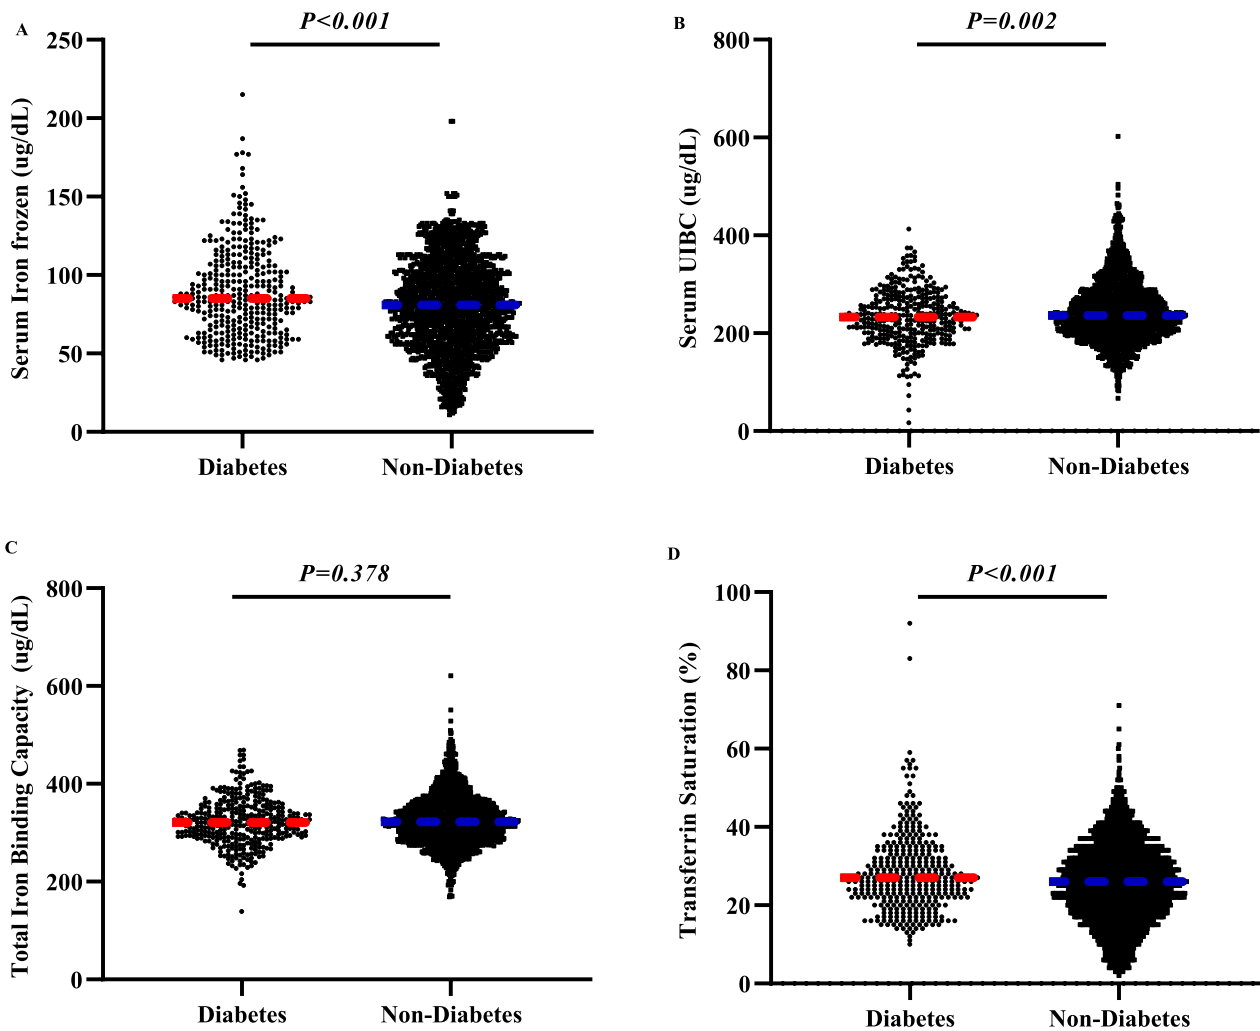 A
P<0.001
Serum Iron frozen (ug/dL)
250
200
150
100
50
0
Diabetes
Non-Diabetes
B
P=0.002
Serum UIBC (ug/dL)
800
600
400
200
0
Diabetes
Non-Diabetes
C
P=0.378
Total Iron Binding Capacity (ug/dL)
800
600
400
200
0
Diabetes
Non-Diabetes
D
P<0.001
Transferrin Saturation (%)
100
80
60
40
20
0
Diabetes
Non-Diabetes